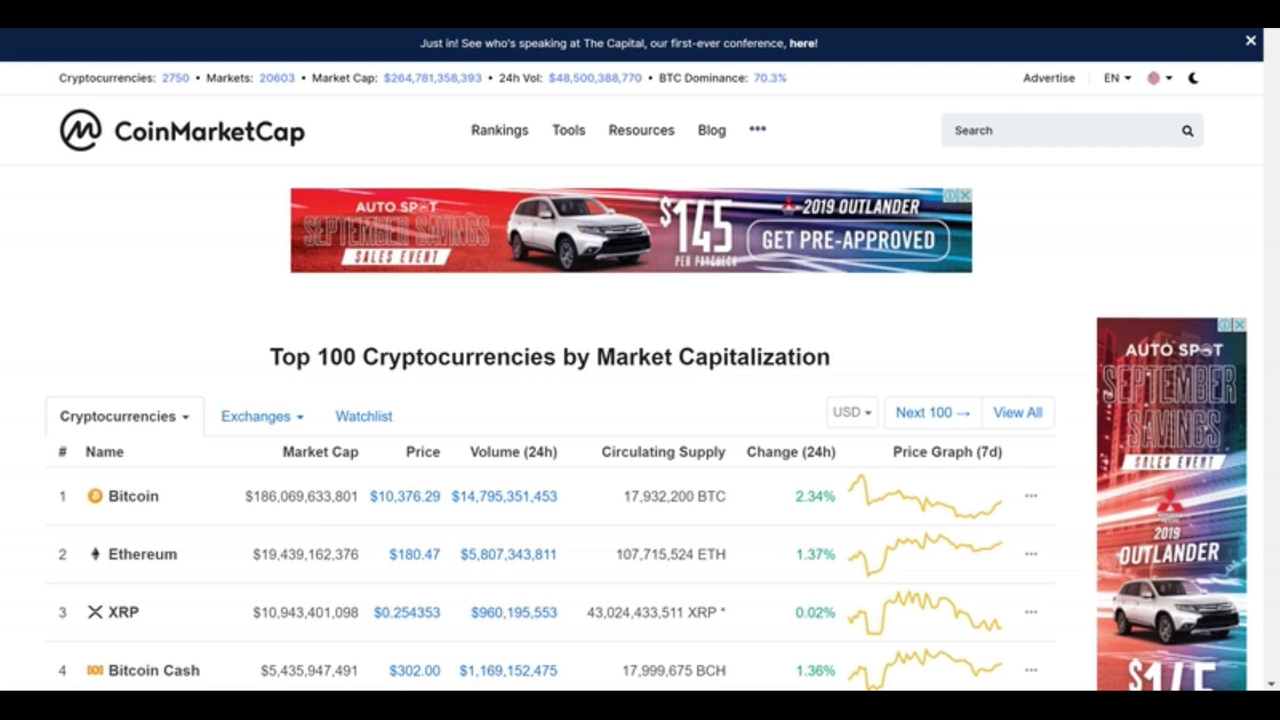 Just in! See who's speaking at The Capital, our first-ever conference, here!
Cryptocurrencies: 2750 • Markets: 20603 • Market Cap: $264,781,358,393 • 24h Vol: $48,500,388,770 • BTC Dominance: 70.3%
Advertise EN
CoinMarketCap
Rankings Tools Resources Blog •••
Search
AUTO SPOT
SEPTEMBER SAVINGS
SALES EVENT
$145
PER PAYCHECK
2019 OUTLANDER
GET PRE-APPROVED
Top 100 Cryptocurrencies by Market Capitalization
Cryptocurrencies Exchanges Watchlist
USD Next 100 → View All
# Name Market Cap Price Volume (24h) Circulating Supply Change (24h) Price Graph (7d)
1 Bitcoin $186,069,633,801 $10,376.29 $14,795,351,453 17,932,200 BTC 2.34%
2 Ethereum $19,439,162,376 $180.47 $5,807,343,811 107,715,524 ETH 1.37%
3 XRP $10,943,401,098 $0.254353 $960,195,553 43,024,433,511 XRP * 0.02%
4 Bitcoin Cash $5,435,947,491 $302.00 $1,169,152,475 17,999,675 BCH 1.36%
AUTO SPOT
SEPTEMBER
SAVINGS
SALES EVENT
2019
OUTLANDER
$145